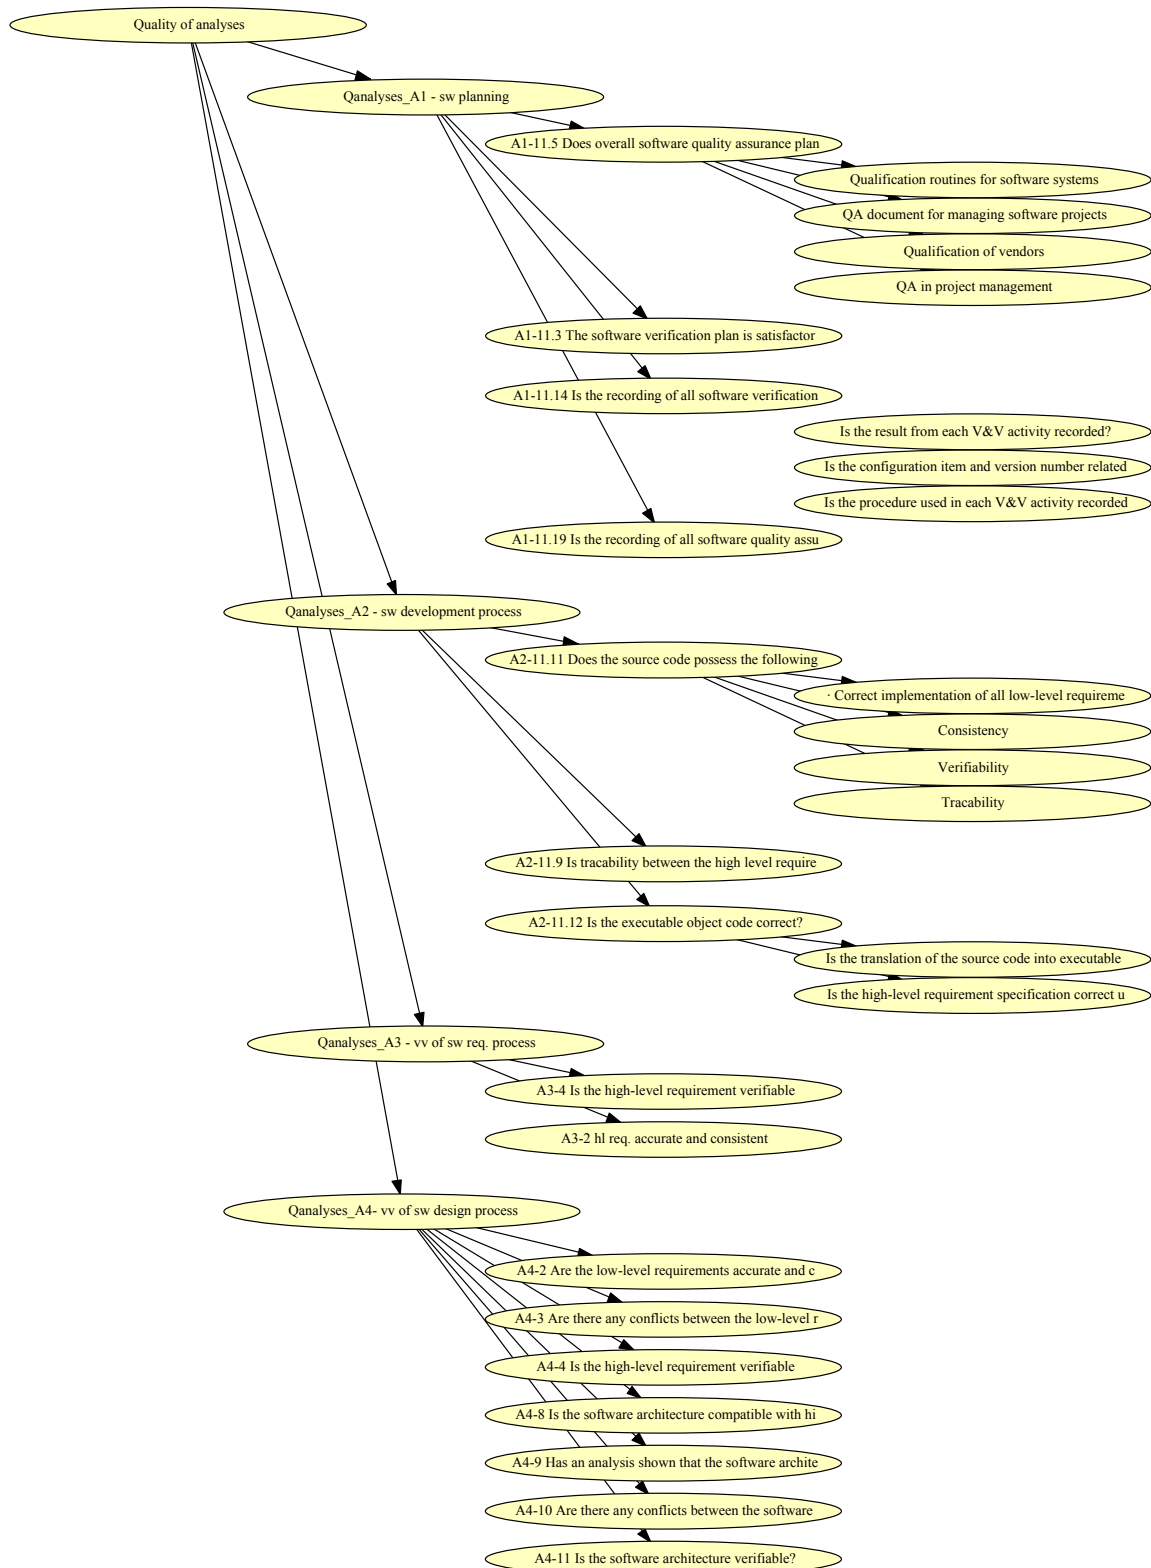 Quality of analyses
Qanalyses_A1 - sw planning
A1-11.5 Does overall software quality assurance plan
Qualification routines for software systems
QA document for managing software projects
Qualification of vendors
QA in project management
A1-11.3 The software verification plan is satisfactor
A1-11.14 Is the recording of all software verification
Is the result from each V&V activity recorded?
Is the configuration item and version number related
Is the procedure used in each V&V activity recorded
A1-11.19 Is the recording of all software quality assu
Qanalyses_A2 - sw development process
A2-11.11 Does the source code possess the following
· Correct implementation of all low-level requireme
Consistency
Verifiability
Tracability
A2-11.9 Is tracability between the high level require
A2-11.12 Is the executable object code correct?
Is the translation of the source code into executable
Is the high-level requirement specification correct u
Qanalyses_A3 - vv of sw req. process
A3-4 Is the high-level requirement verifiable
A3-2 hl req. accurate and consistent
Qanalyses_A4- vv of sw design process
A4-2 Are the low-level requirements accurate and c
A4-3 Are there any conflicts between the low-level r
A4-4 Is the high-level requirement verifiable
A4-8 Is the software architecture compatible with hi
A4-9 Has an analysis shown that the software archite
A4-10 Are there any conflicts between the software
A4-11 Is the software architecture verifiable?